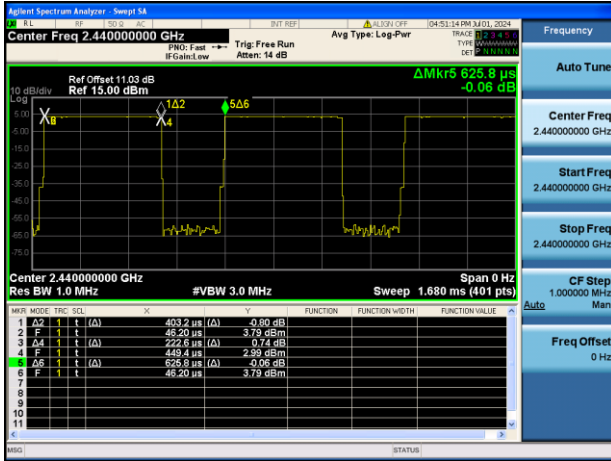 Agilent Spectrum Analyzer - Swept SA
RL RF 50 Ω AC INT REF ALIGN OFF 04:51:14 PM Jul 01, 2024
Center Freq 2.440000000 GHz
PNO: Fast Trig: Free Run
IFGain:Low Atten: 14 dB
Avg Type: Log-Pwr
TRACE 1 2 3 4 5 6
TYPE WWWWWW
DET P N N N N N
Ref Offset 11.03 dB
10 dB/div Ref 15.00 dBm
Log
ΔMkr5 625.8 µs
-0.06 dB
1Δ2
5Δ6
4
5.00
-5.00
-15.0
-25.0
-35.0
-45.0
-55.0
-65.0
-75.0
Center 2.440000000 GHz Span 0 Hz
Res BW 1.0 MHz #VBW 3.0 MHz Sweep 1.680 ms (401 pts)
MKR MODE TRC SCL X Y FUNCTION FUNCTION WIDTH FUNCTION VALUE
1 Δ2 1 t (Δ) 403.2 µs (Δ) -0.80 dB
2 F 1 t 46.20 µs 3.79 dBm
3 Δ4 1 t (Δ) 222.6 µs (Δ) 0.74 dB
4 F 1 t 449.4 µs 2.99 dBm
5 Δ6 1 t (Δ) 625.8 µs (Δ) -0.06 dB
6 F 1 t 46.20 µs 3.79 dBm
7
8
9
10
11
MSG STATUS
Frequency
Auto Tune
Center Freq
2.440000000 GHz
Start Freq
2.440000000 GHz
Stop Freq
2.440000000 GHz
CF Step
1.000000 MHz
Auto Man
Freq Offset
0 Hz